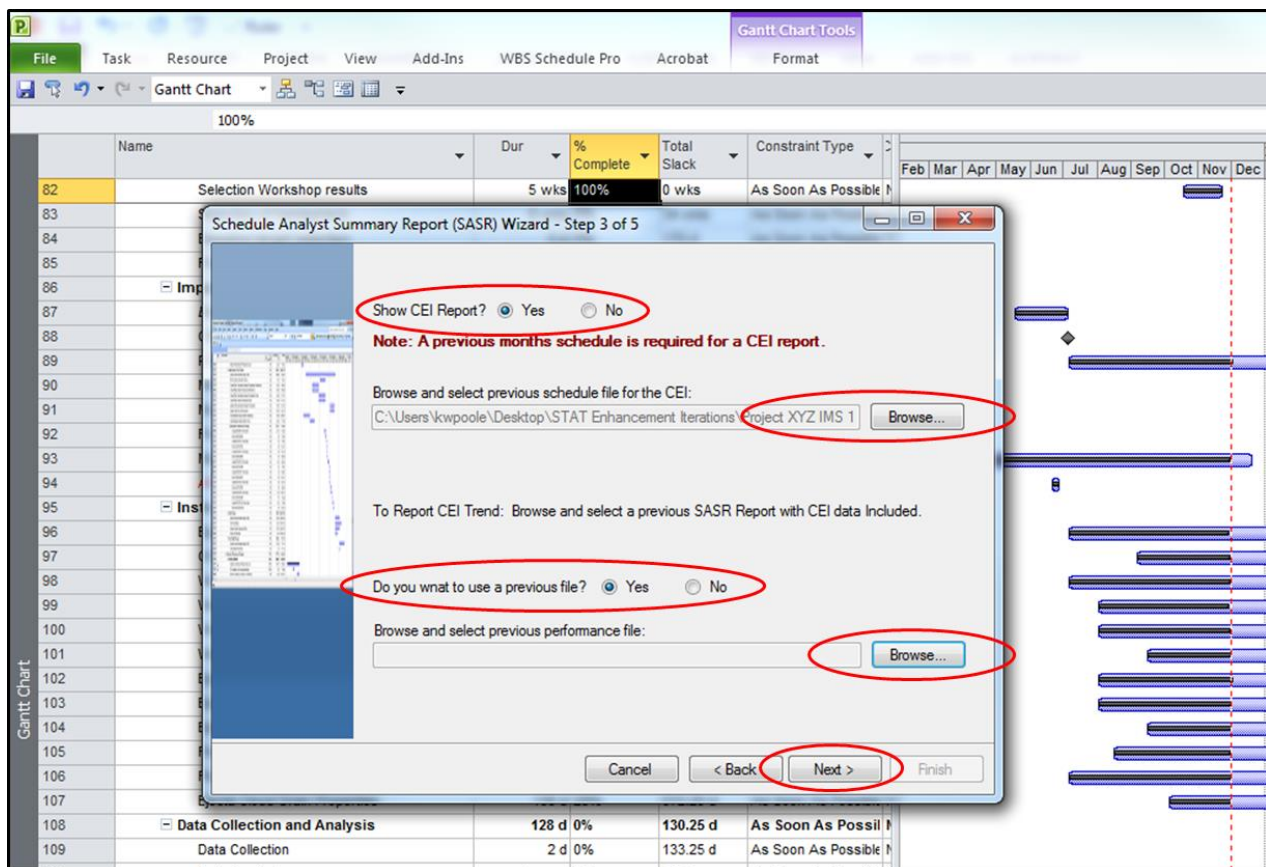 Gantt Chart Tools
File Task Resource Project View Add-Ins WBS Schedule Pro Acrobat Format
Gantt Chart
100%
Name Dur % Complete Total Slack Constraint Type
Feb Mar Apr May Jun Jul Aug Sep Oct Nov Dec
82 Selection Workshop results 5 wks 100% 0 wks As Soon As Possible
83
Schedule Analyst Summary Report (SASR) Wizard - Step 3 of 5
84
85
86 Imp
87
88
89
90
91
92
93
94
95 Inst
96
97
98
99
100
101
102
103
104
105
106
107
Show CEI Report? Yes No
Note: A previous months schedule is required for a CEI report.
Browse and select previous schedule file for the CEI:
C:\Users\kwpoole\Desktop\STAT Enhancement Iterations\Project XYZ IMS 1 Browse...
To Report CEI Trend: Browse and select a previous SASR Report with CEI data Included.
Do you wnat to use a previous file? Yes No
Browse and select previous performance file:
Browse...
Cancel < Back Next > Finish
108 Data Collection and Analysis 128 d 0% 130.25 d As Soon As Possil
109 Data Collection 2 d 0% 133.25 d As Soon As Possible
Gantt Chart